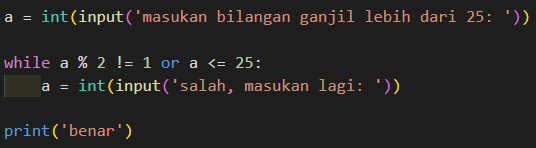 a = int(input('masukan bilangan ganjil lebih dari 25: '))
while a % 2 != 1 or a <= 25:
    a = int(input('salah, masukan lagi: '))
print('benar')